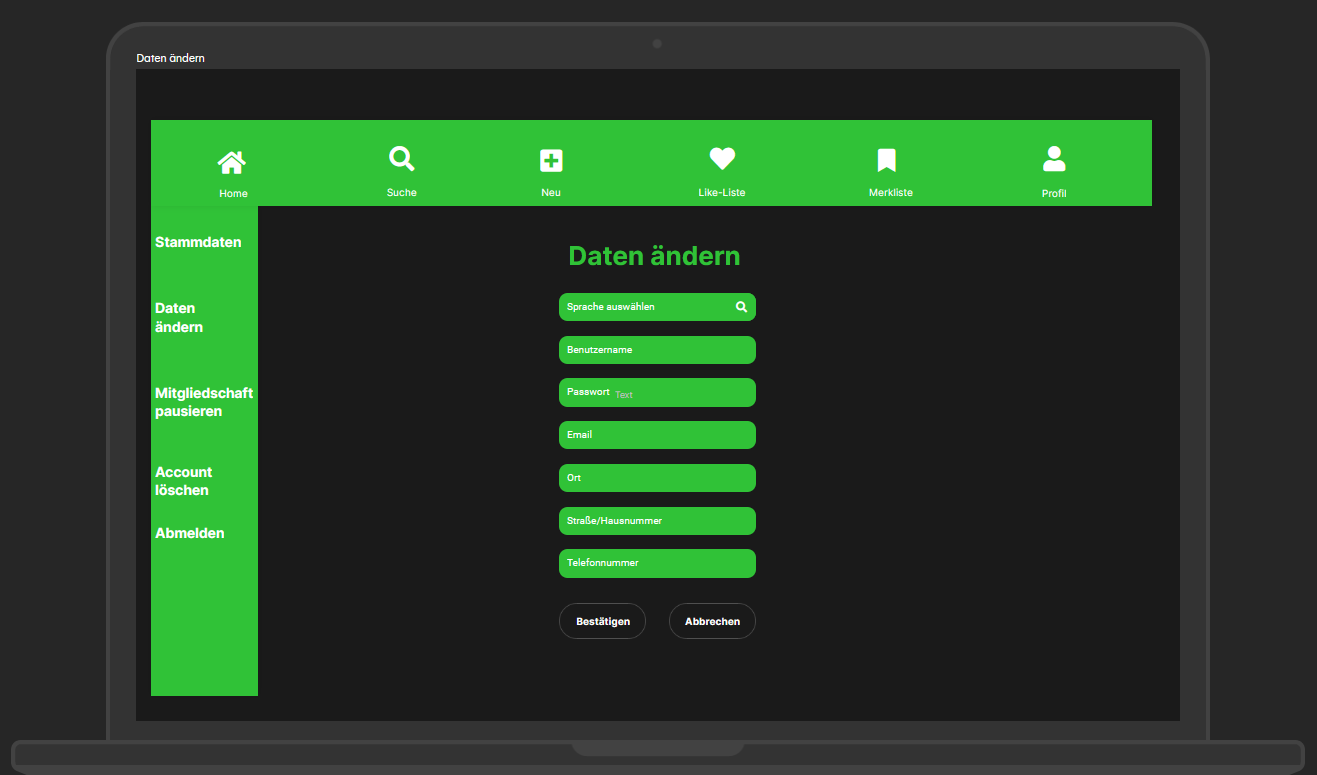 Daten ändern
Home
Suche
Neu
Like-Liste
Merkliste
Profil
Stammdaten
Daten
ändern
Mitgliedschaft
pausieren
Account
löschen
Abmelden
Daten ändern
Sprache auswählen
Benutzername
Passwort Text
Email
Ort
Straße/Hausnummer
Telefonnummer
Bestätigen
Abbrechen